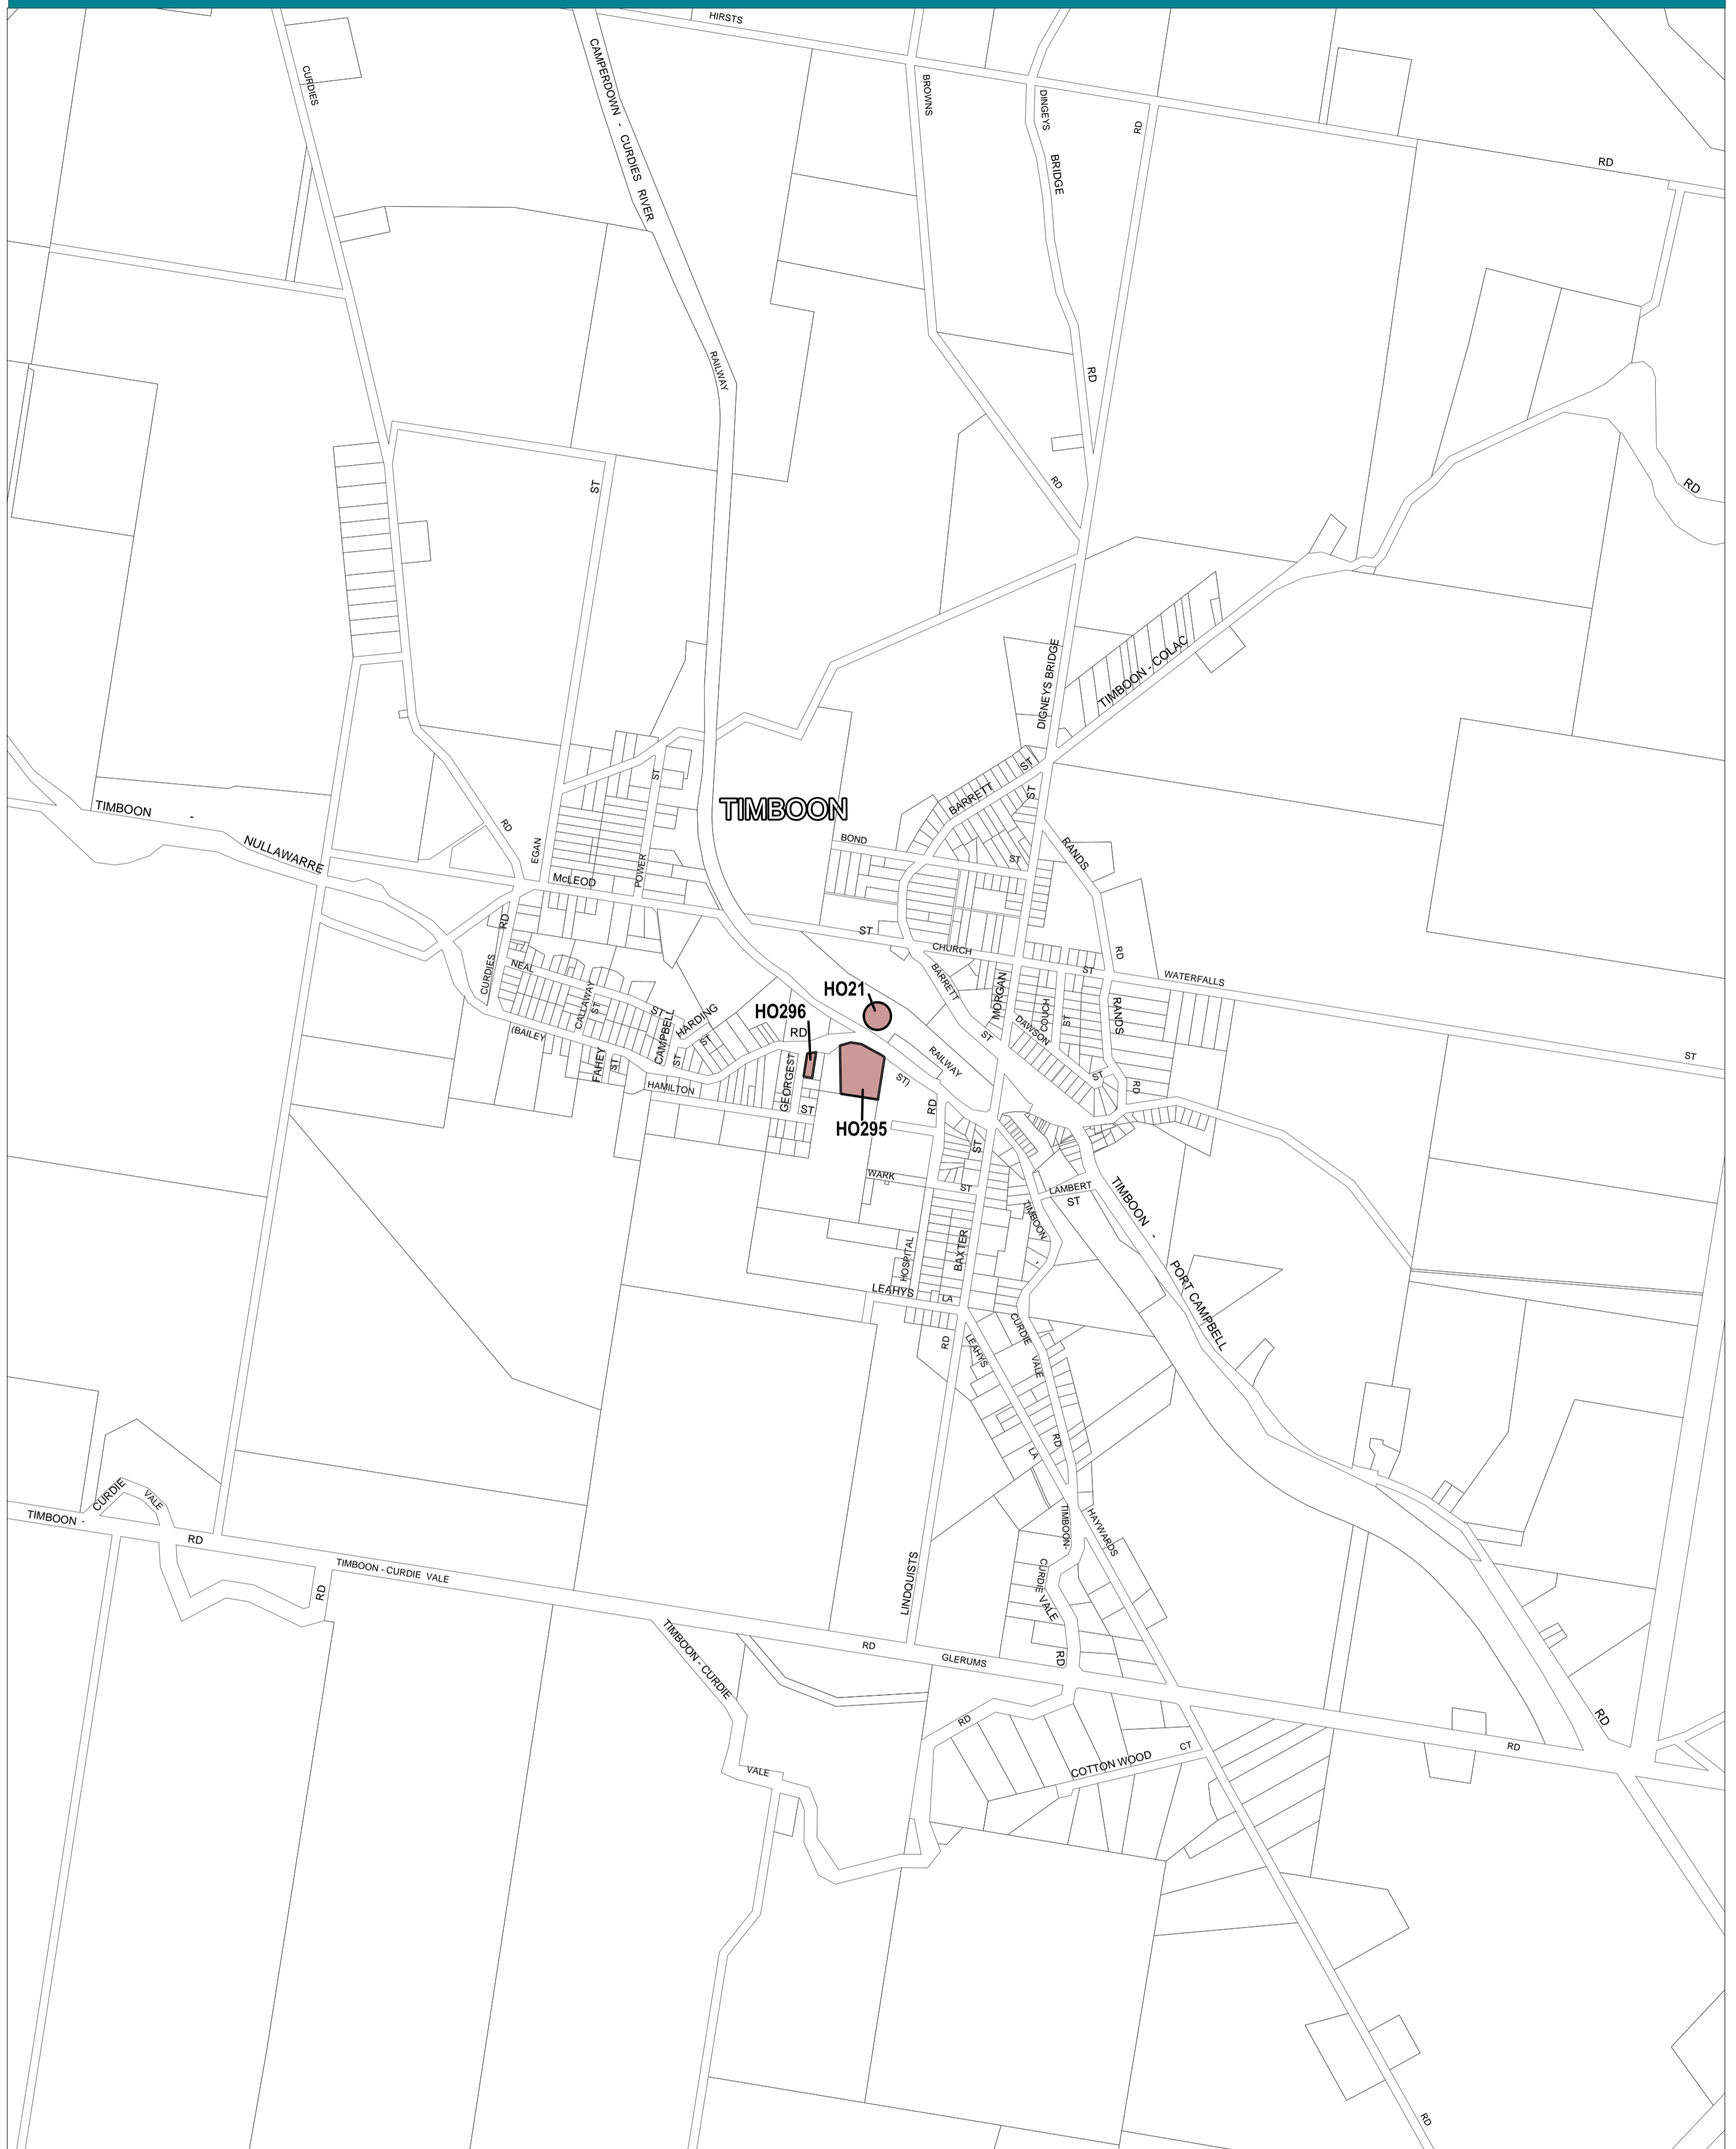 HIRSTS
CURDIES
CAMPERDOWN - CURDIES RIVER
BROWNS
DINGEYS
RD
BRIDGE
RD
RAILWAY
RD
ST
RD
RD
DIGNEYS BRIDGE
TIMBOON - COLAC
ST
ST
BARRETT
ST
TIMBOON
TIMBOON -
NULLAWARRE
RD
EGAN
POWER
BOND
ST
RANDS
McLEOD
RD
ST
CHURCH
ST
RD
WATERFALLS
CURDIES
NEAL
CALLAWAY
ST
ST
BARRETT
MORGAN
COUCH
ST
RANDS
HO21
HO296
HARDING
CAMPBELL
(BAILEY
ST
ST
RD
ST
DAWSON
ST
FAHEY
ST
HAMILTON
GEORGE
ST
ST
RAILWAY
ST)
ST
RD
RD
HO295
ST
WARK
ST
LAMBERT
ST
TIMBOON
TIMBOON -
PORT CAMPBELL
HOSPITAL
BAXTER
-
LEAHYS
LA
RD
LEAHYS
CURDIE
VALE
RD
LA
CURDIE
VALE
TIMBOON -
RD
TIMBOON - CURDIE VALE
RD
TIMBOON-
HAYWARDS
CURDIE
VALE
LINDQUISTS
RD
TIMBOON - CURDIE
RD
GLERUMS
RD
RD
RD
VALE
COTTON WOOD
CT
RD